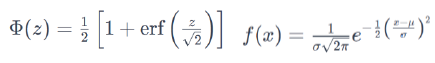 Φ(z) = 1/2 [1 + erf(z/√2)] f(x) = 1/(σ√2π) e^(-1/2((x-μ)/σ)^2)